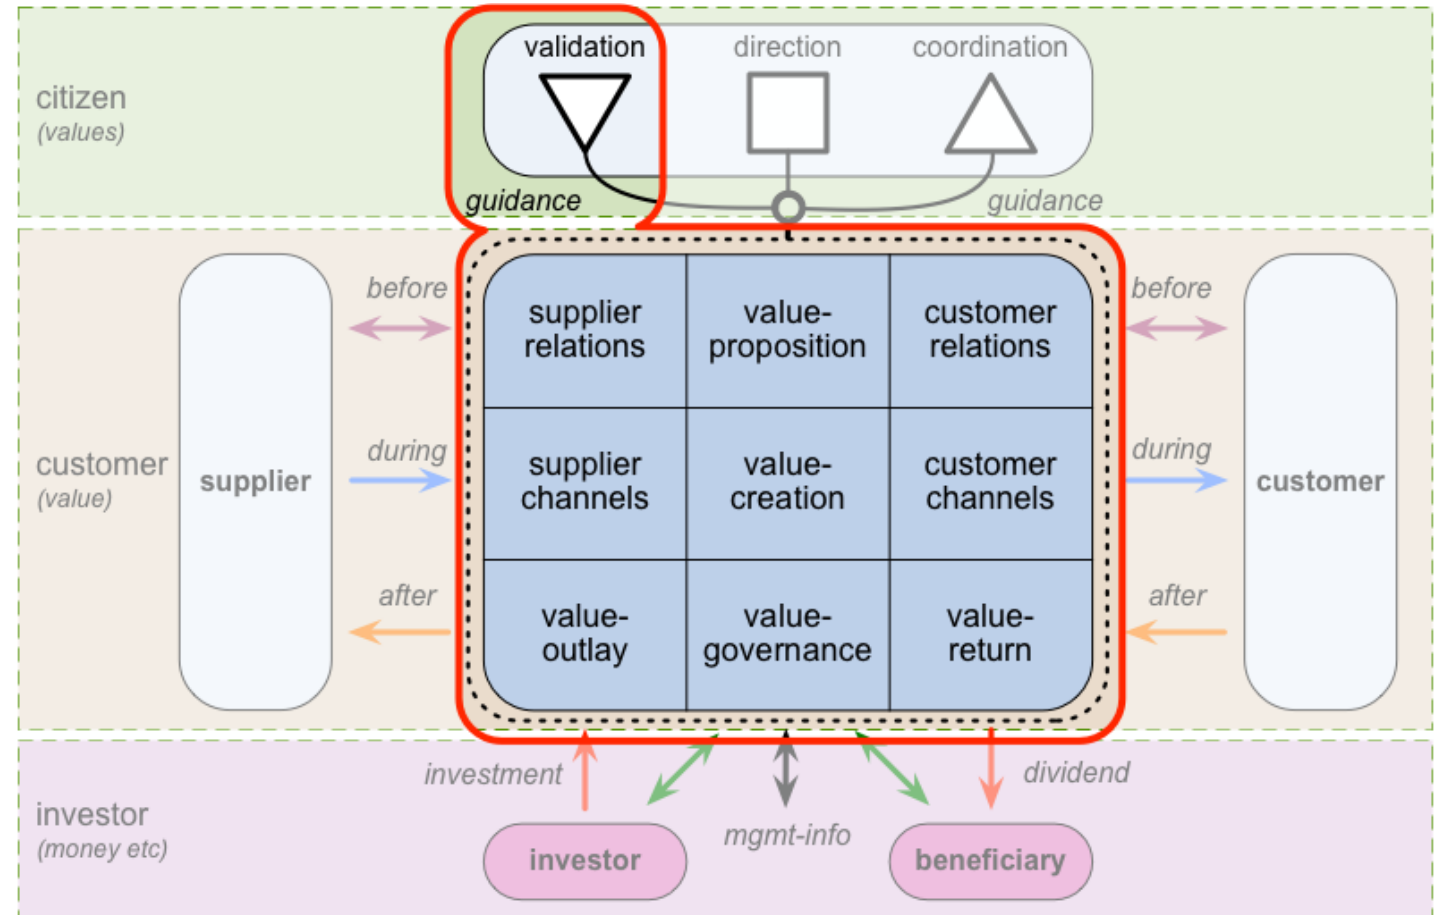 validation
direction
coordination
citizen
(values)
guidance
guidance
before
before
supplier
relations
value-
proposition
customer
relations
customer
(value)
supplier
during
during
customer
supplier
channels
value-
creation
customer
channels
after
after
value-
outlay
value-
governance
value-
return
investment
dividend
investor
(money etc)
mgmt-info
investor
beneficiary